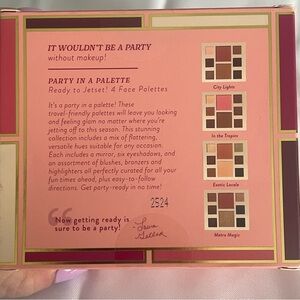 IT WOULDN'T BE A PARTY
without makeup!
PARTY IN A PALETTE
Ready to Jetset! 4 Face Palettes
It's a party in a palette! These
travel-friendly palettes will leave you looking
and feeling glam no matter where you're
jetting off to this season. This stunning
collection includes a mix of flattering,
versatile hues suitable for any occasion.
Each includes a mirror, six eyeshadows, and
an assortment of blushes, bronzers and
highlighters all perfectly curated for all your
fun times ahead, plus easy-to-follow
directions. Get party-ready in no time!
2524
Now getting ready is
sure to be a party!
Laura
Geller
City Lights
In the Tropics
Exotic Locale
Metro Magic